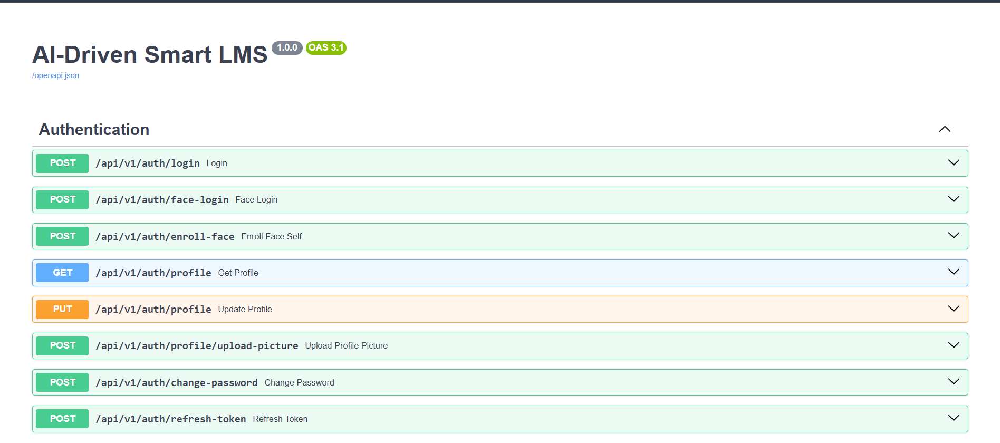 AI-Driven Smart LMS 1.0.0 OAS 3.1
/openapi.json
Authentication
POST /api/v1/auth/login Login
POST /api/v1/auth/face-login Face Login
POST /api/v1/auth/enroll-face Enroll Face Self
GET /api/v1/auth/profile Get Profile
PUT /api/v1/auth/profile Update Profile
POST /api/v1/auth/profile/upload-picture Upload Profile Picture
POST /api/v1/auth/change-password Change Password
POST /api/v1/auth/refresh-token Refresh Token